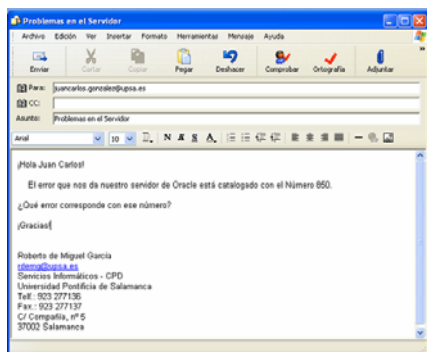 Problemas en el Servidor
Archivo Edición Ver Insertar Formato Herramientas Mensaje Ayuda
Enviar Cortar Copiar Pegar Deshacer Comprobar Ortografía Adjuntar
Para: juancarlos.gonzalez@upsa.es
CC:
Asunto: Problemas en el Servidor
Arial 10 N K S A
¡Hola Juan Carlos!
El error que nos da nuestro servidor de Oracle está catalogado con el Número 850.
¿Qué error corresponde con ese número?
¡Gracias!
Roberto de Miguel García
rdemg@upsa.es
Servicios Informáticos - CPD
Universidad Pontificia de Salamanca
Telf.: 923 277136
Fax.: 923 277137
C/ Compañía, nº 5
37002 Salamanca